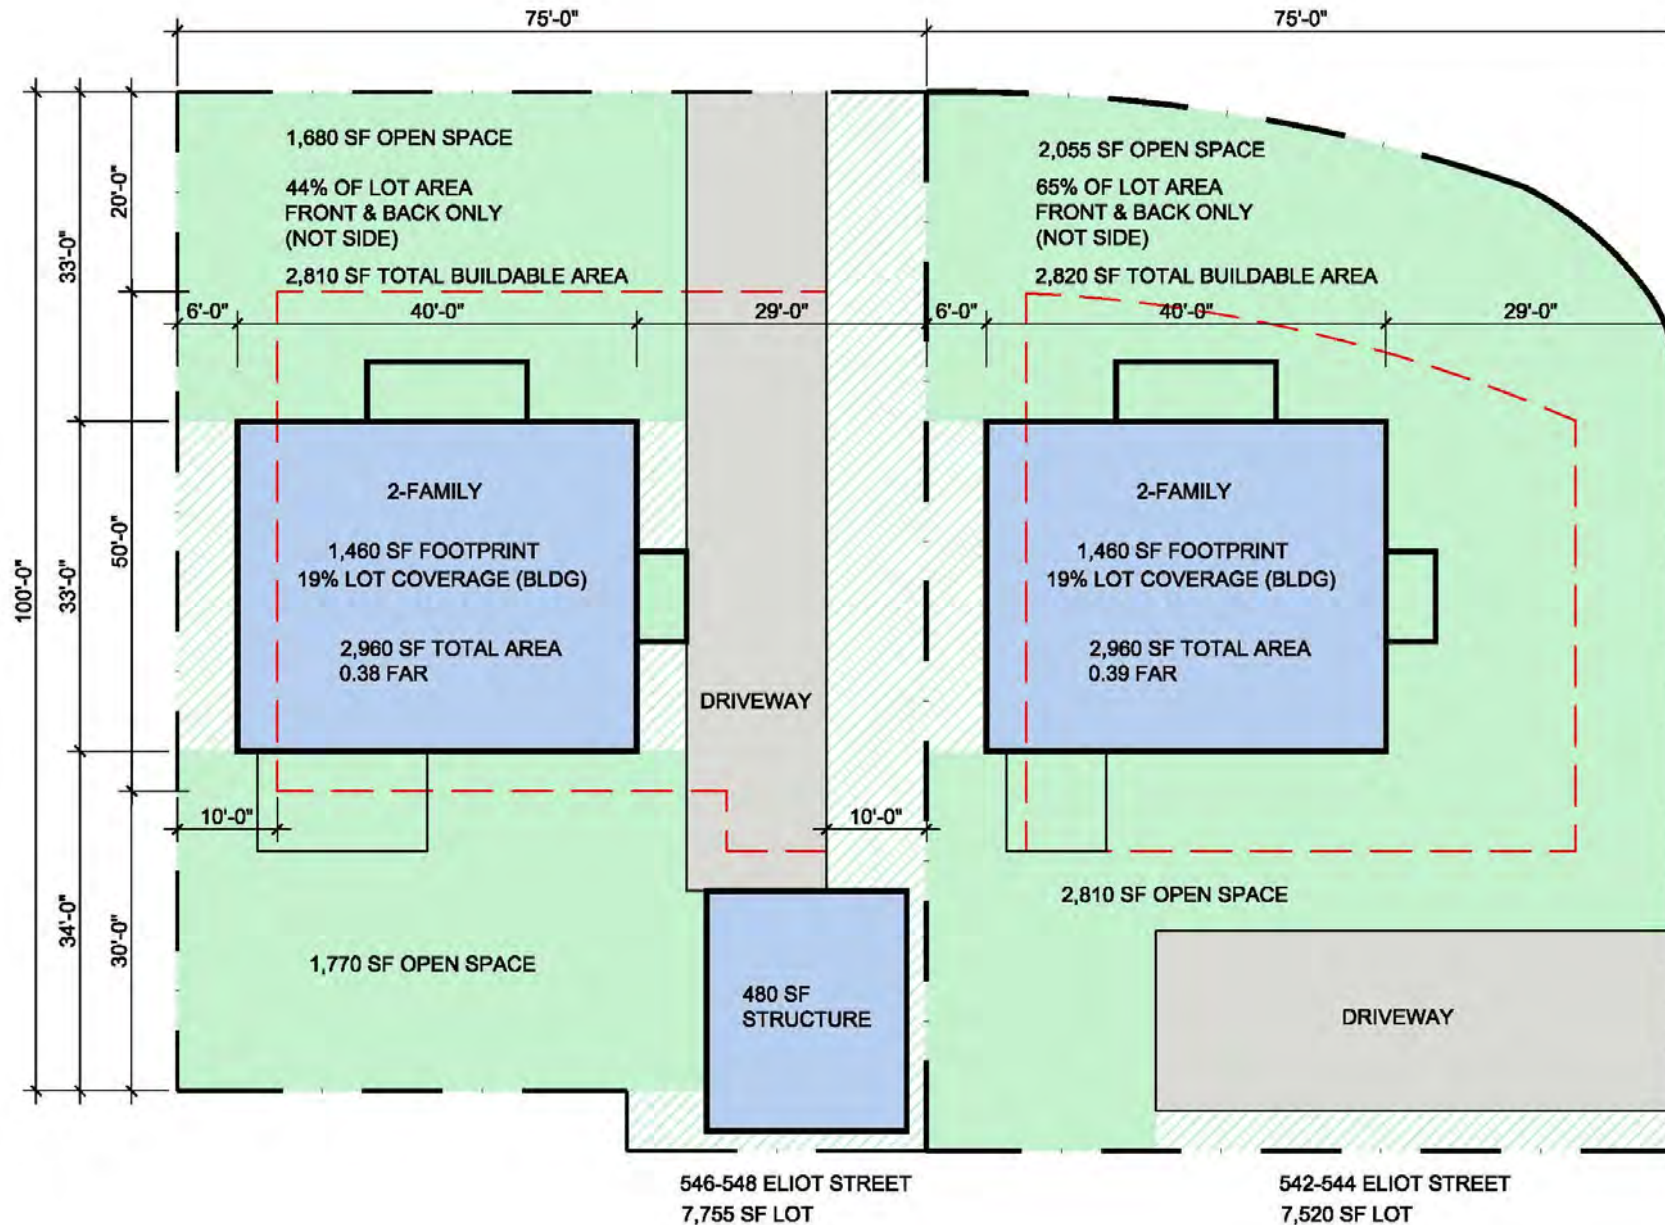 75'-0"
75'-0"
1,680 SF OPEN SPACE
44% OF LOT AREA
FRONT & BACK ONLY
(NOT SIDE)
2,810 SF TOTAL BUILDABLE AREA
2,055 SF OPEN SPACE
65% OF LOT AREA
FRONT & BACK ONLY
(NOT SIDE)
2,820 SF TOTAL BUILDABLE AREA
20'-0"
33'-0"
6'-0"
40'-0"
29'-0"
6'-0"
40'-0"
29'-0"
2-FAMILY
1,460 SF FOOTPRINT
19% LOT COVERAGE (BLDG)
2,960 SF TOTAL AREA
0.38 FAR
2-FAMILY
1,460 SF FOOTPRINT
19% LOT COVERAGE (BLDG)
2,960 SF TOTAL AREA
0.39 FAR
100'-0"
33'-0"
50'-0"
DRIVEWAY
10'-0"
10'-0"
34'-0"
30'-0"
1,770 SF OPEN SPACE
2,810 SF OPEN SPACE
480 SF
STRUCTURE
DRIVEWAY
546-548 ELIOT STREET
7,755 SF LOT
542-544 ELIOT STREET
7,520 SF LOT